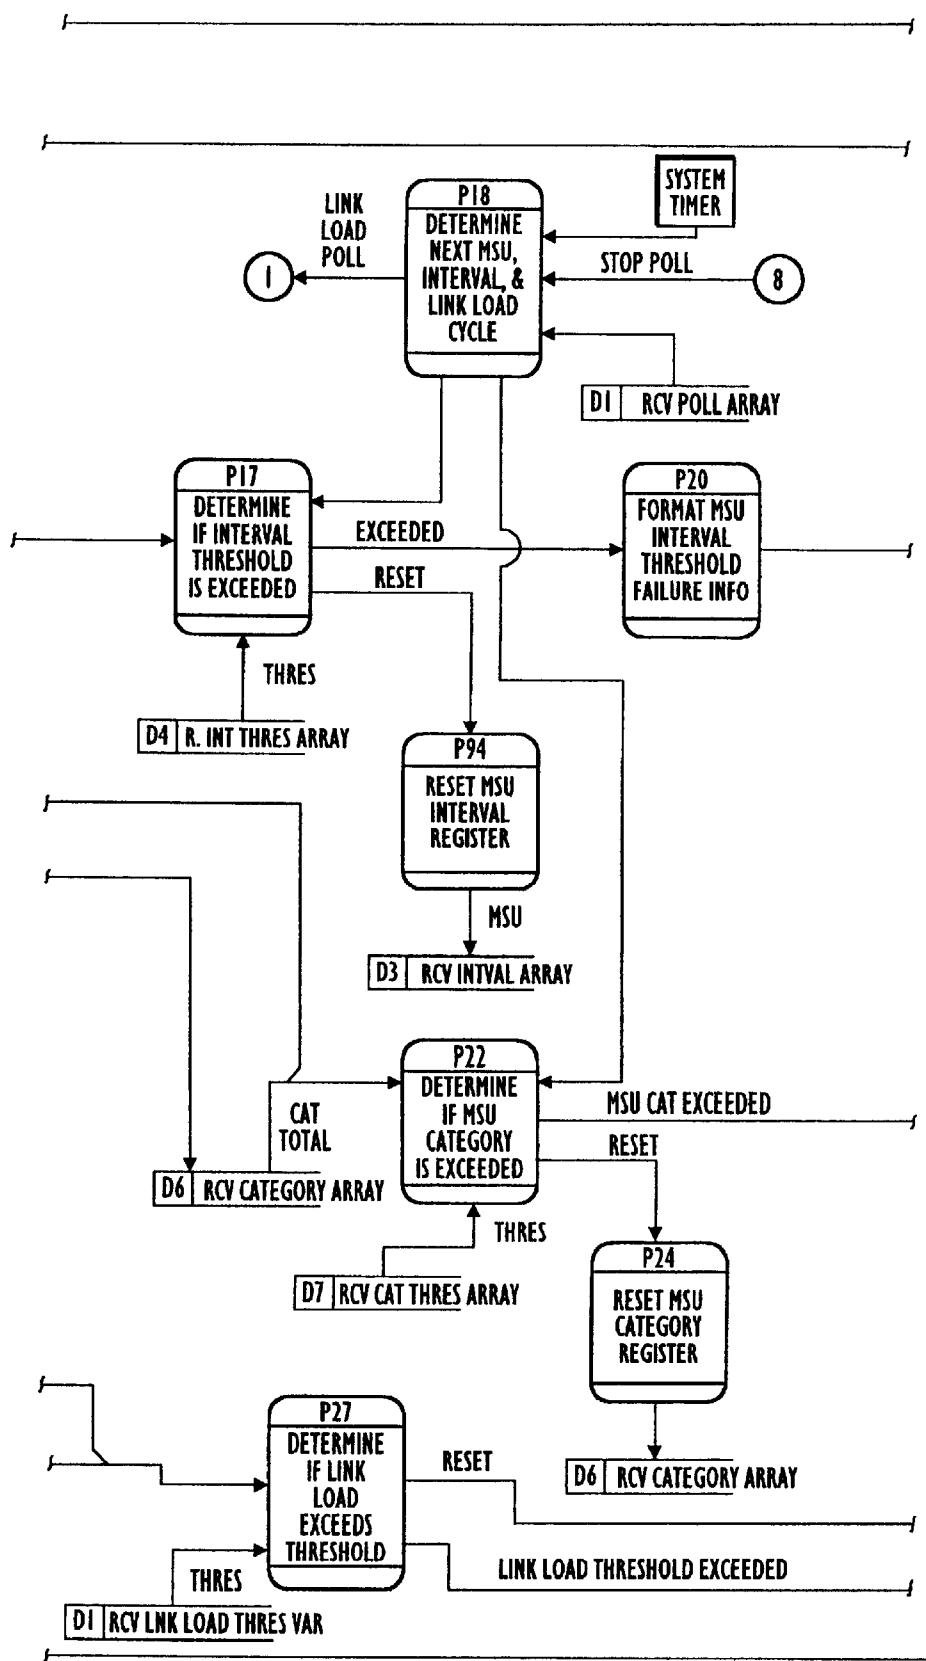 SYSTEM
TIMER
P18
DETERMINE
NEXT MSU,
INTERVAL, &
LINK LOAD
CYCLE
LINK
LOAD
POLL
1
STOP POLL
8
D1 RCV POLL ARRAY
P17
DETERMINE
IF INTERVAL
THRESHOLD
IS EXCEEDED
EXCEEDED
RESET
P20
FORMAT MSU
INTERVAL
THRESHOLD
FAILURE INFO
THRES
D4 R. INT THRES ARRAY
P94
RESET MSU
INTERVAL
REGISTER
MSU
D3 RCV INTVAL ARRAY
P22
DETERMINE
IF MSU
CATEGORY
IS EXCEEDED
CAT
TOTAL
MSU CAT EXCEEDED
RESET
D6 RCV CATEGORY ARRAY
THRES
D7 RCV CAT THRES ARRAY
P24
RESET MSU
CATEGORY
REGISTER
D6 RCV CATEGORY ARRAY
P27
DETERMINE
IF LINK
LOAD
EXCEEDS
THRESHOLD
RESET
LINK LOAD THRESHOLD EXCEEDED
THRES
D1 RCV LNK LOAD THRES VAR